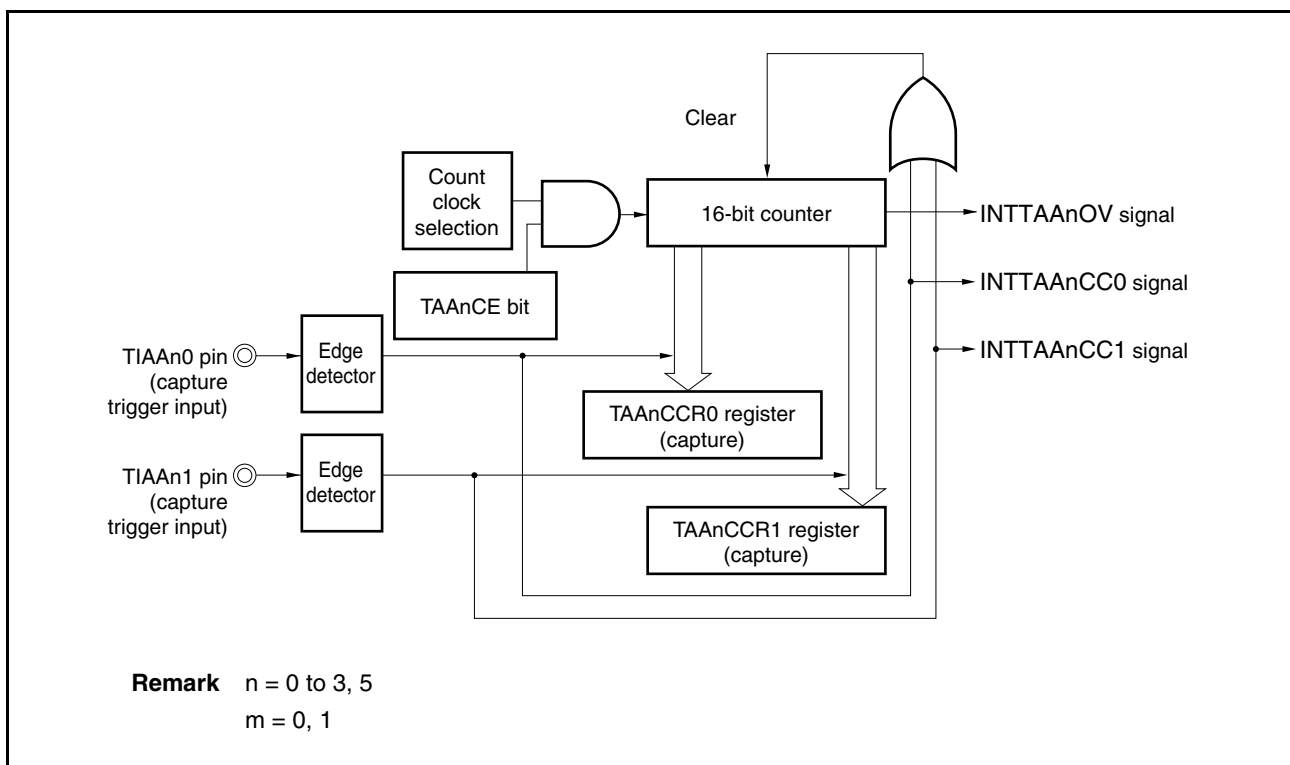 Clear
Count
clock
selection
16-bit counter
INTTAAnOV signal
TAAnCE bit
INTTAAnCC0 signal
INTTAAnCC1 signal
TIAAn0 pin
(capture
trigger input)
Edge
detector
TAAnCCR0 register
(capture)
TIAAn1 pin
(capture
trigger input)
Edge
detector
TAAnCCR1 register
(capture)
Remark n = 0 to 3, 5
m = 0, 1